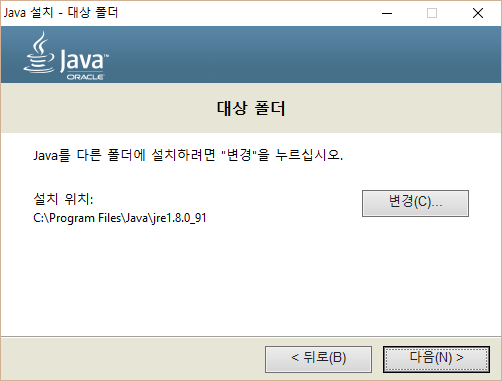 Java 설치 - 대상 폴더
Java™
ORACLE
대상 폴더
Java를 다른 폴더에 설치하려면 "변경"을 누르십시오.
설치 위치:
변경(C)...
C:\Program Files\Java\jre1.8.0_91
< 뒤로(B)
다음(N) >